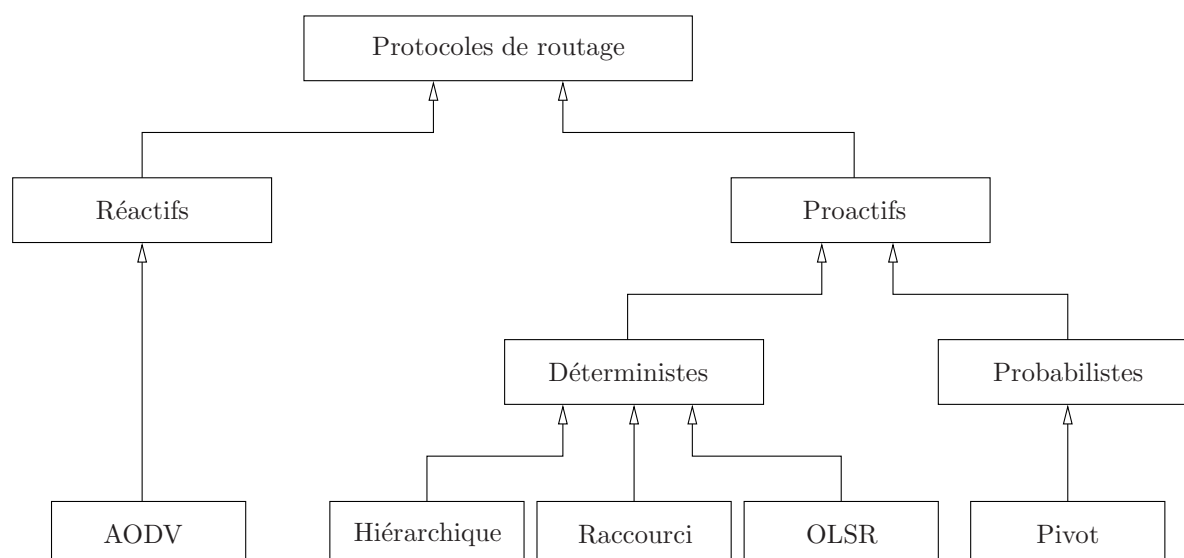 Protocoles de routage
Réactifs
Proactifs
Déterministes
Probabilistes
AODV
Hiérarchique
Raccourci
OLSR
Pivot